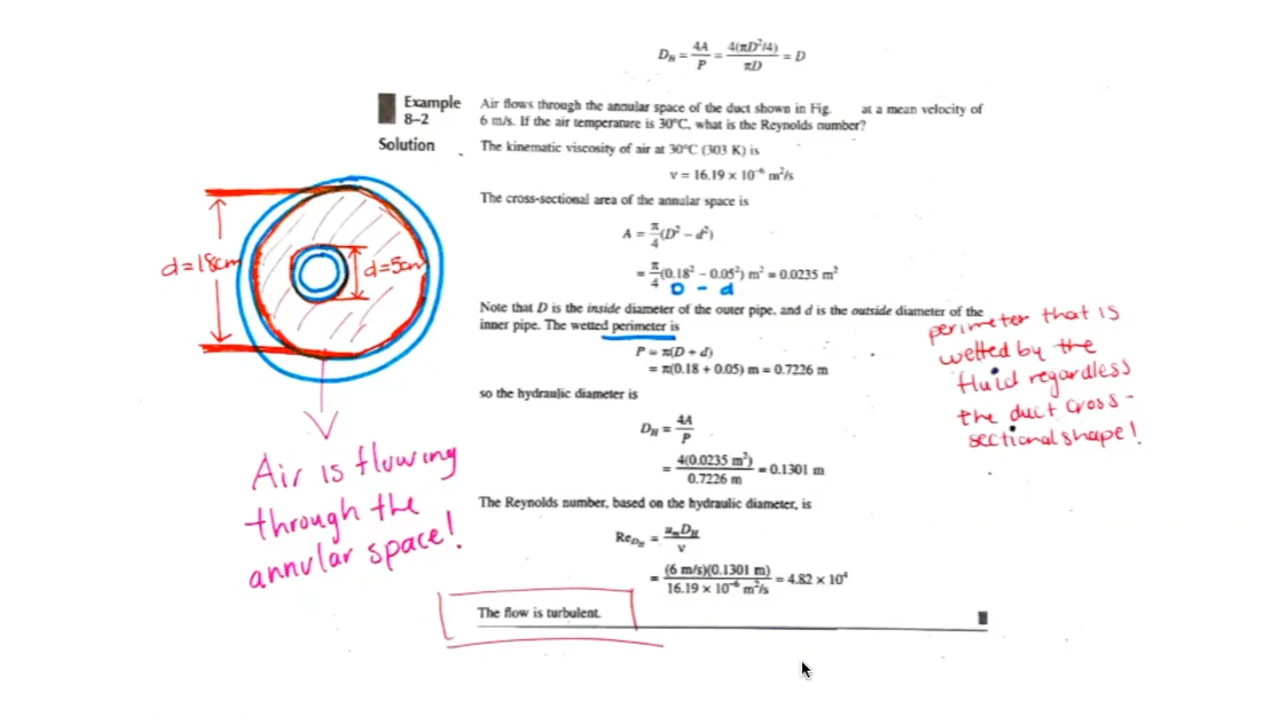 D_H = 4A/P = 4(πD²/4)/πD = D
Example 8–2
Air flows through the annular space of the duct shown in Fig. at a mean velocity of
6 m/s. If the air temperature is 30°C, what is the Reynolds number?
Solution
The kinematic viscosity of air at 30°C (303 K) is
ν = 16.19 × 10⁻⁶ m²/s
The cross-sectional area of the annular space is
A = π/4 (D² − d²)
= π/4 (0.18² − 0.05²) m² = 0.0235 m²
D - d
Note that D is the inside diameter of the outer pipe, and d is the outside diameter of the
inner pipe. The wetted perimeter is
P = π(D + d)
= π(0.18 + 0.05) m = 0.7226 m
so the hydraulic diameter is
D_H = 4A/P
= 4(0.0235 m²)/0.7226 m = 0.1301 m
The Reynolds number, based on the hydraulic diameter, is
Re_D_H = u_m D_H/ν
= (6 m/s)(0.1301 m)/16.19 × 10⁻⁶ m²/s = 4.82 × 10⁴
The flow is turbulent.
d=18cm
d=5cm
Air is flowing
through the
annular space!
perimeter that is
wetted by the
fluid regardless
the duct cross-
sectional shape!